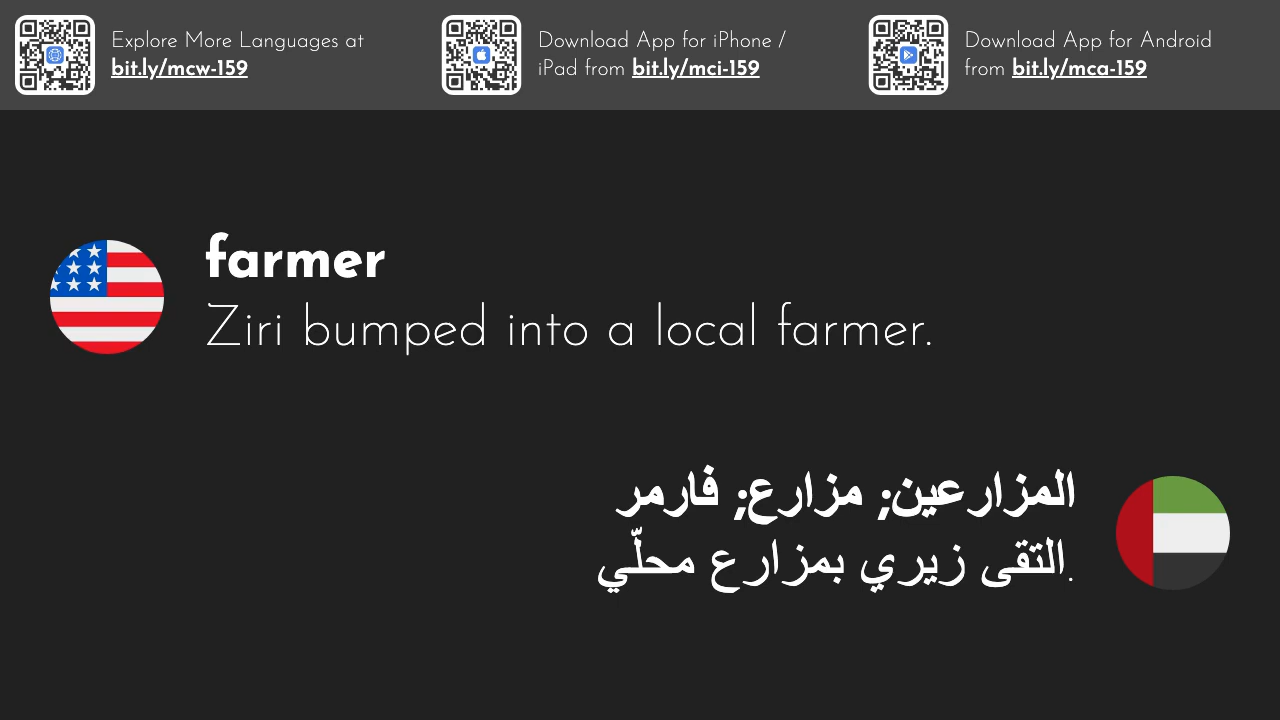 Explore More Languages at
bit.ly/mcw-159
Download App for iPhone /
iPad from bit.ly/mci-159
Download App for Android
from bit.ly/mca-159
farmer
Ziri bumped into a local farmer.
المزارعين; مزارع; فارمر
التقى زيري بمزارع محلّي.